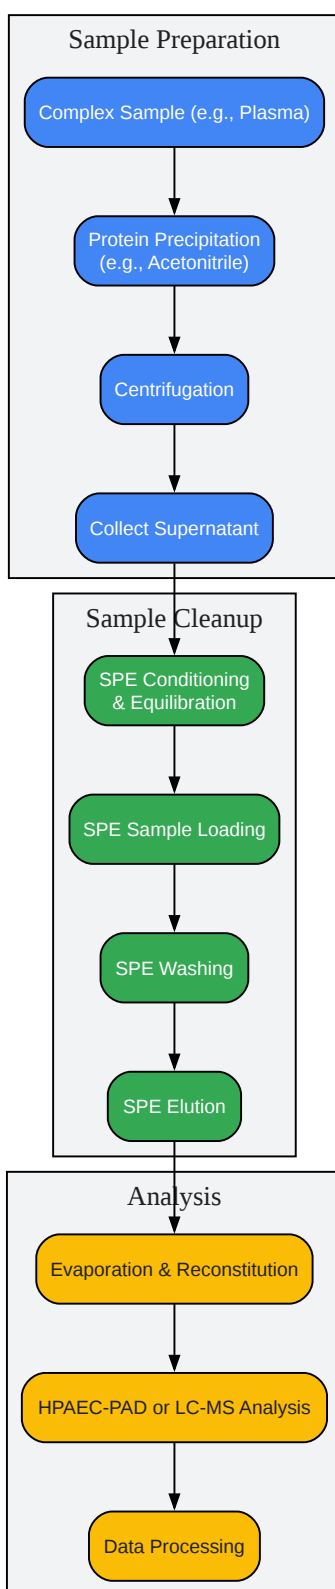 Sample Preparation
Complex Sample (e.g., Plasma)
Protein Precipitation
(e.g., Acetonitrile)
Centrifugation
Collect Supernatant
Sample Cleanup
SPE Conditioning
& Equilibration
SPE Sample Loading
SPE Washing
SPE Elution
Analysis
Evaporation & Reconstitution
HPAEC-PAD or LC-MS Analysis
Data Processing